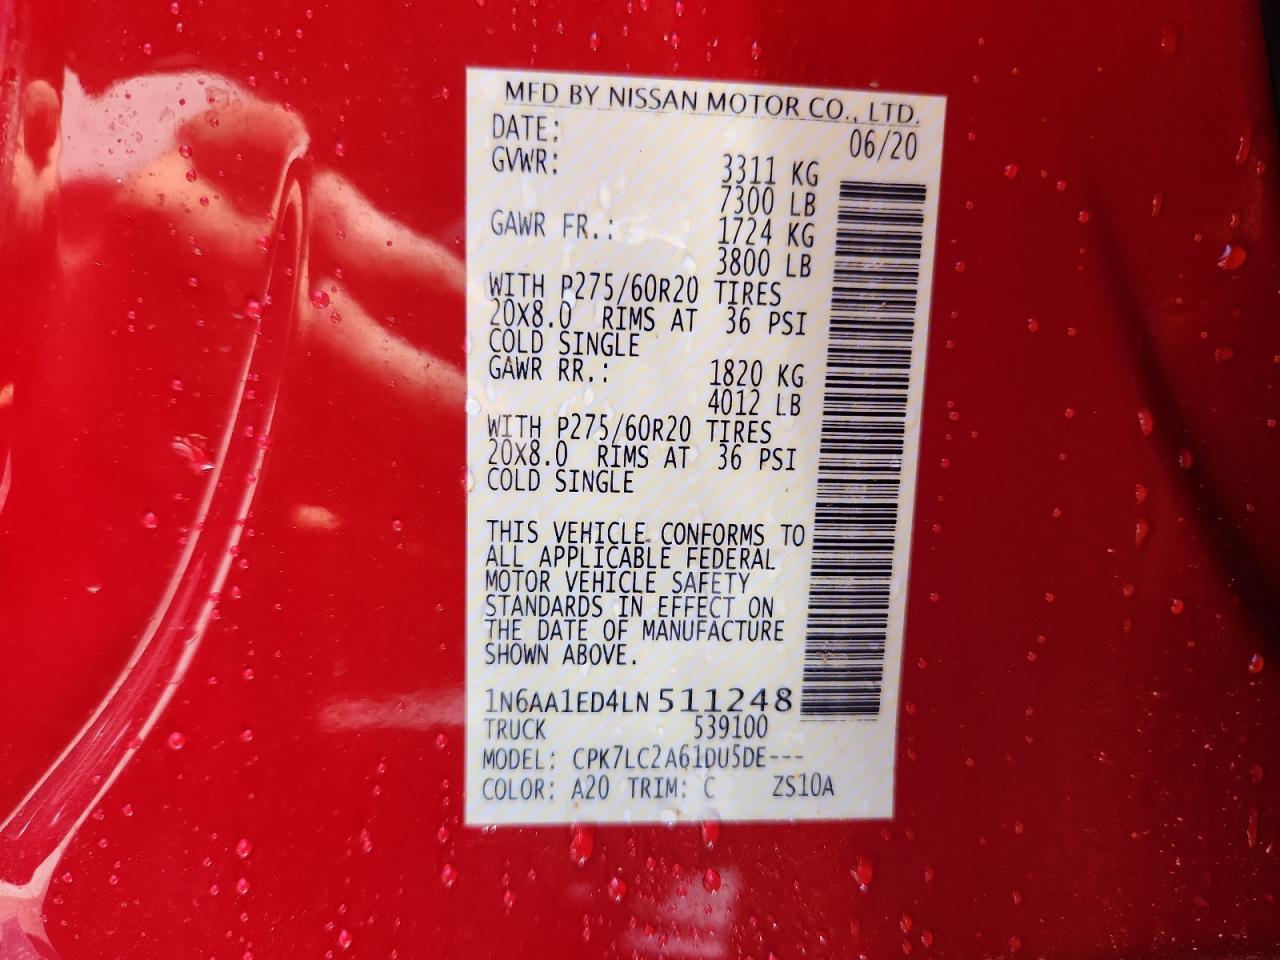 MFD BY NISSAN MOTOR CO., LTD.
DATE: 06/20
GVWR: 3311 KG
7300 LB
GAWR FR.: 1724 KG
3800 LB
WITH P275/60R20 TIRES
20X8.0 RIMS AT 36 PSI
COLD SINGLE
GAWR RR.: 1820 KG
4012 LB
WITH P275/60R20 TIRES
20X8.0 RIMS AT 36 PSI
COLD SINGLE
THIS VEHICLE CONFORMS TO
ALL APPLICABLE FEDERAL
MOTOR VEHICLE SAFETY
STANDARDS IN EFFECT ON
THE DATE OF MANUFACTURE
SHOWN ABOVE.
1N6AA1ED4LN 511248
TRUCK 539100
MODEL: CPK7LC2A61DU5DE---
COLOR: A20 TRIM: C ZS10A